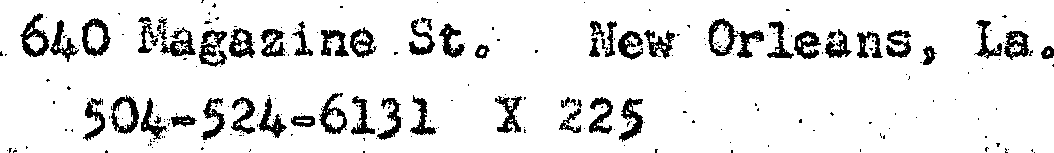 640 Magazine St. New Orleans, La.
504-524-6131 X 225